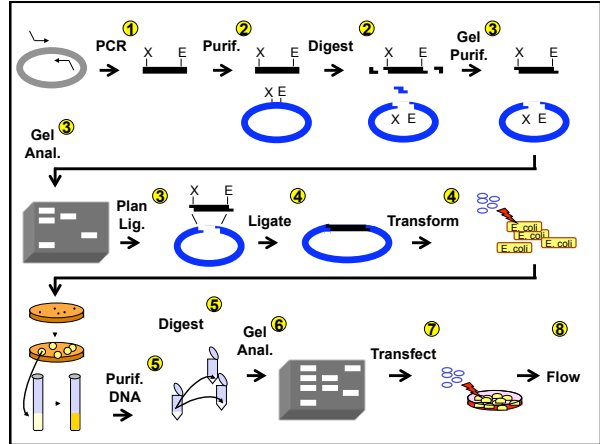 1 2 2 3
PCR Purif. Digest Gel Purif.
X E X E
X E
X E
Gel 3
Anal.
Plan 3
Lig.
X E
Ligate 4
Transform 4
E. coli
E. coli
E. coli
E. coli
Digest 5
Purif. 5
DNA
Gel 6
Anal.
Transfect 7
Flow 8